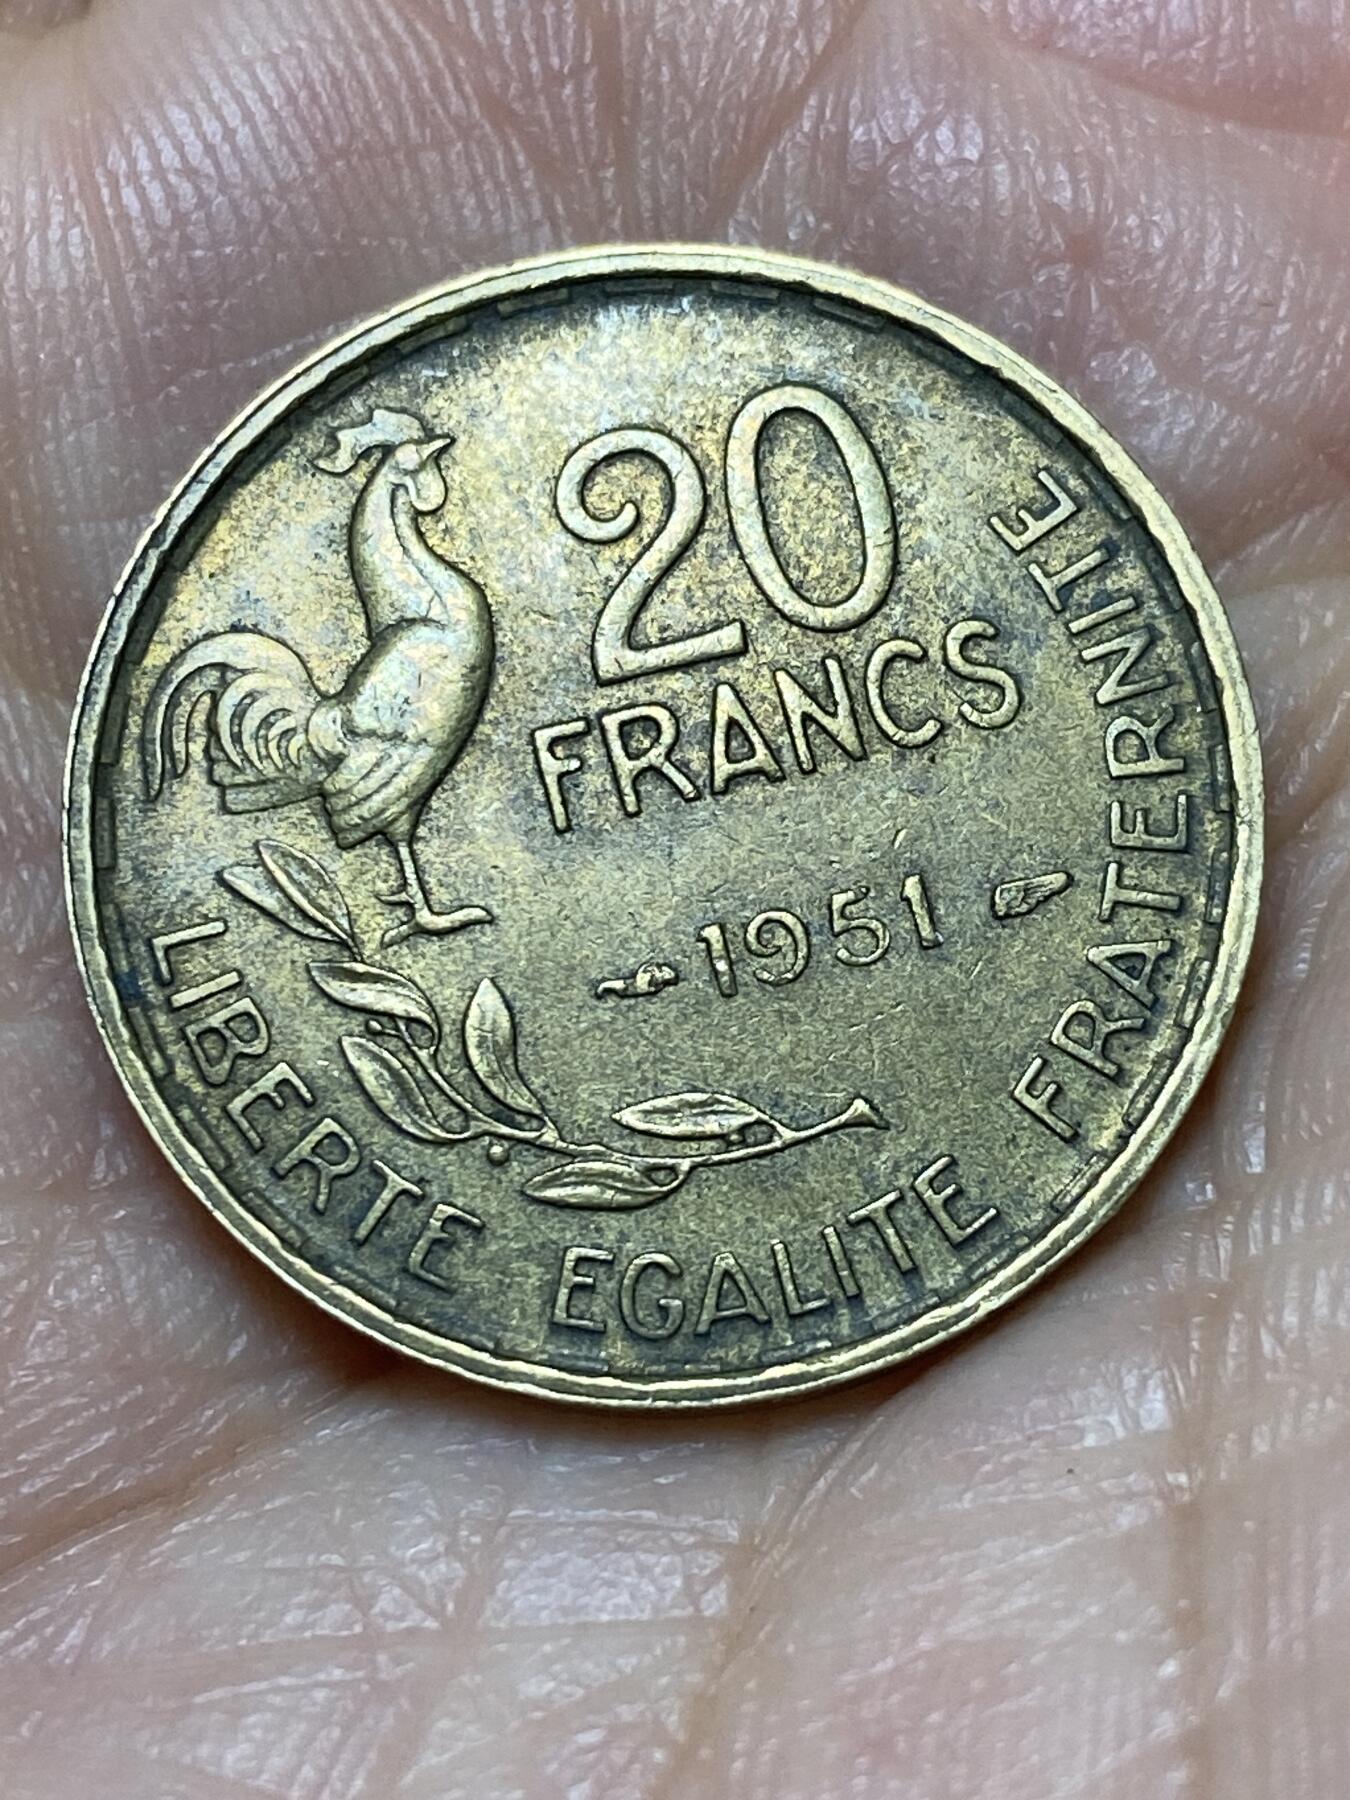 20
FRANCS
1951
LIBERTE EGALITE FRATERNITE